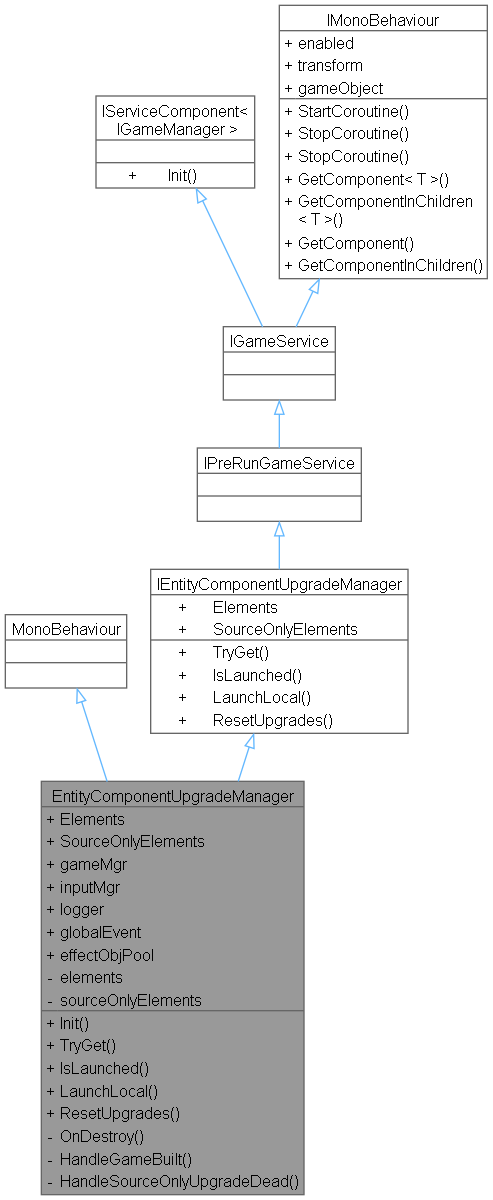 IMonoBehaviour
+ enabled
+ transform
+ gameObject
+ StartCoroutine()
+ StopCoroutine()
+ StopCoroutine()
+ GetComponent< T >()
+ GetComponentInChildren
< T >()
+ GetComponent()
+ GetComponentInChildren()
IServiceComponent<
IGameManager >
+ Init()
IGameService
IPreRunGameService
IEntityComponentUpgradeManager
+ Elements
+ SourceOnlyElements
+ TryGet()
+ IsLaunched()
+ LaunchLocal()
+ ResetUpgrades()
MonoBehaviour
EntityComponentUpgradeManager
+ Elements
+ SourceOnlyElements
+ gameMgr
+ inputMgr
+ logger
+ globalEvent
+ effectObjPool
- elements
- sourceOnlyElements
+ Init()
+ TryGet()
+ IsLaunched()
+ LaunchLocal()
+ ResetUpgrades()
- OnDestroy()
- HandleGameBuilt()
- HandleSourceOnlyUpgradeDead()